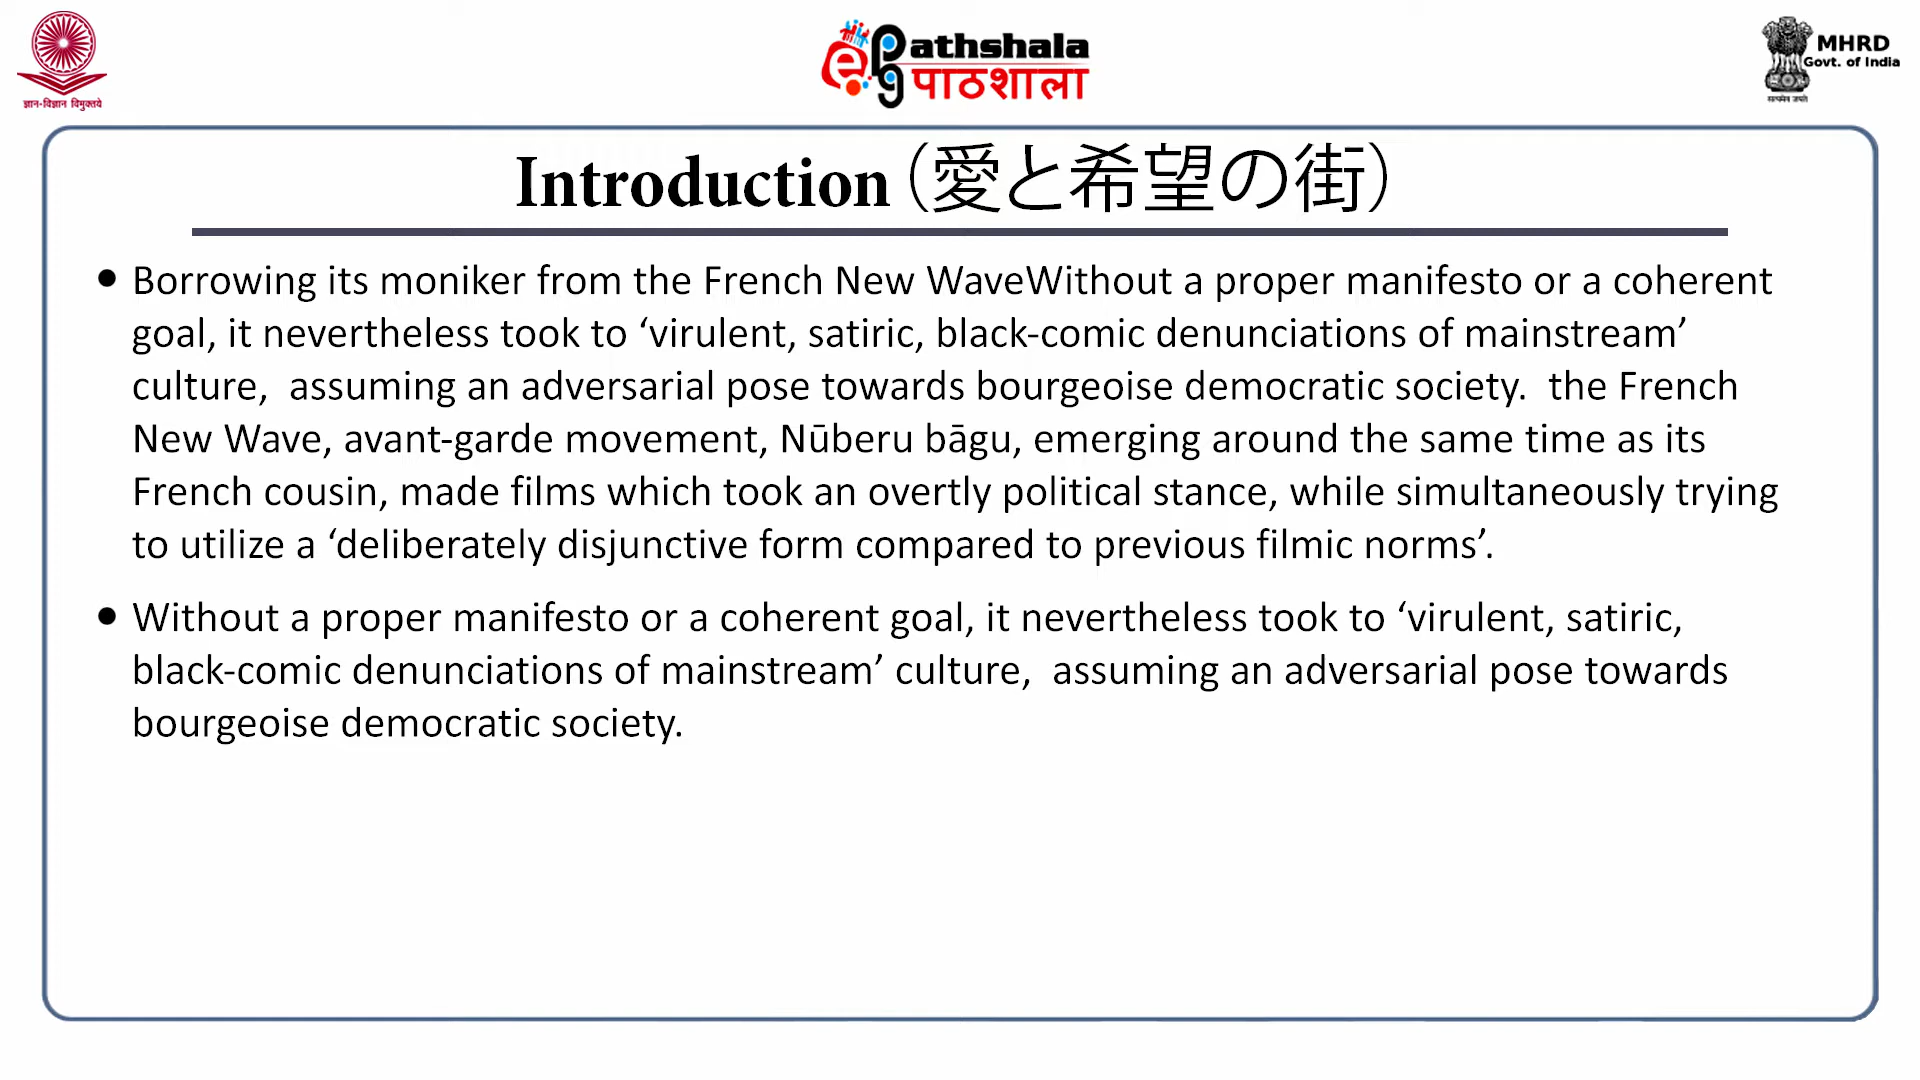 ज्ञान-विज्ञान विमुक्तये
ePathshala
पाठशाला
MHRD
Govt. of India
सत्यमेव जयते
Introduction（愛と希望の街）
• Borrowing its moniker from the French New WaveWithout a proper manifesto or a coherent
goal, it nevertheless took to ‘virulent, satiric, black-comic denunciations of mainstream’
culture,  assuming an adversarial pose towards bourgeoise democratic society.  the French
New Wave, avant-garde movement, Nūberu bāgu, emerging around the same time as its
French cousin, made films which took an overtly political stance, while simultaneously trying
to utilize a ‘deliberately disjunctive form compared to previous filmic norms’.
• Without a proper manifesto or a coherent goal, it nevertheless took to ‘virulent, satiric,
black-comic denunciations of mainstream’ culture,  assuming an adversarial pose towards
bourgeoise democratic society.